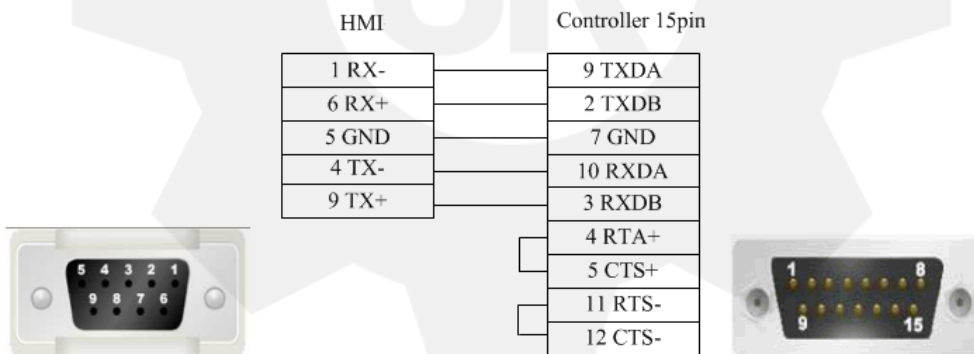 HMI
Controller 15pin
1 RX-
9 TXDA
6 RX+
2 TXDB
5 GND
7 GND
4 TX-
10 RXDA
9 TX+
3 RXDB
4 RTA+
5 CTS+
11 RTS-
12 CTS-
5 4 3 2 1
9 8 7 6
1 8
9 15